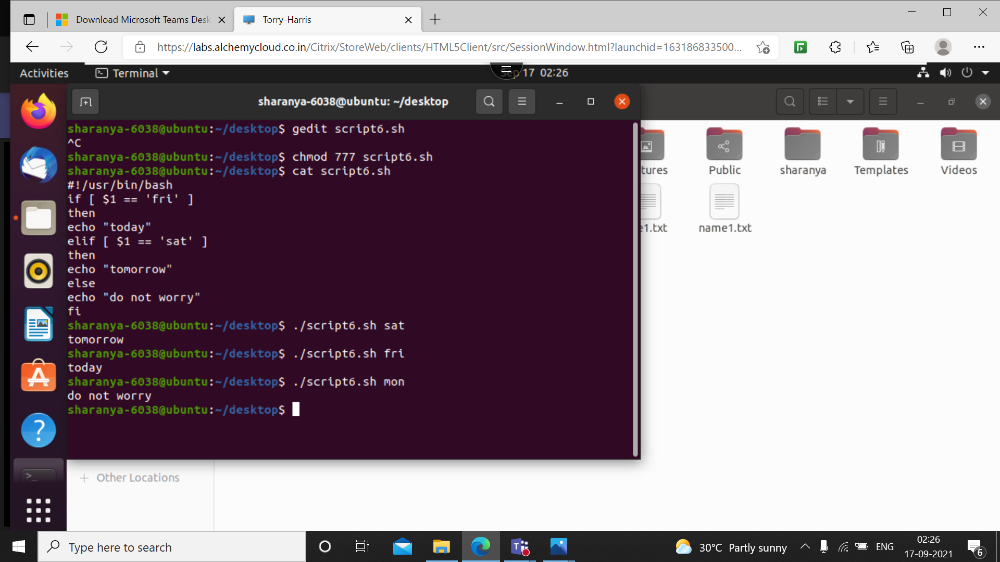 Download Microsoft Teams Desk
Torry-Harris
https://labs.alchemycloud.co.in/Citrix/StoreWeb/clients/HTML5Client/src/SessionWindow.html?launchid=163186833500...
Activities
Terminal
Sep 17 02:26
sharanya-6038@ubuntu: ~/desktop
sharanya-6038@ubuntu:~/desktop$ gedit script6.sh
^C
sharanya-6038@ubuntu:~/desktop$ chmod 777 script6.sh
sharanya-6038@ubuntu:~/desktop$ cat script6.sh
#!/usr/bin/bash
if [ $1 == 'fri' ]
then
echo "today"
elif [ $1 == 'sat' ]
then
echo "tomorrow"
else
echo "do not worry"
fi
sharanya-6038@ubuntu:~/desktop$ ./script6.sh sat
tomorrow
sharanya-6038@ubuntu:~/desktop$ ./script6.sh fri
today
sharanya-6038@ubuntu:~/desktop$ ./script6.sh mon
do not worry
sharanya-6038@ubuntu:~/desktop$
tures
Public
sharanya
Templates
Videos
e1.txt
name1.txt
Other Locations
Type here to search
30°C Partly sunny
ENG
02:26
17-09-2021
6